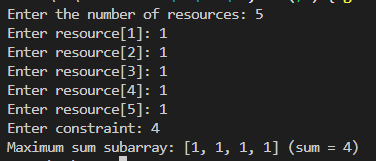 Enter the number of resources: 5
Enter resource[1]: 1
Enter resource[2]: 1
Enter resource[3]: 1
Enter resource[4]: 1
Enter resource[5]: 1
Enter constraint: 4
Maximum sum subarray: [1, 1, 1, 1] (sum = 4)